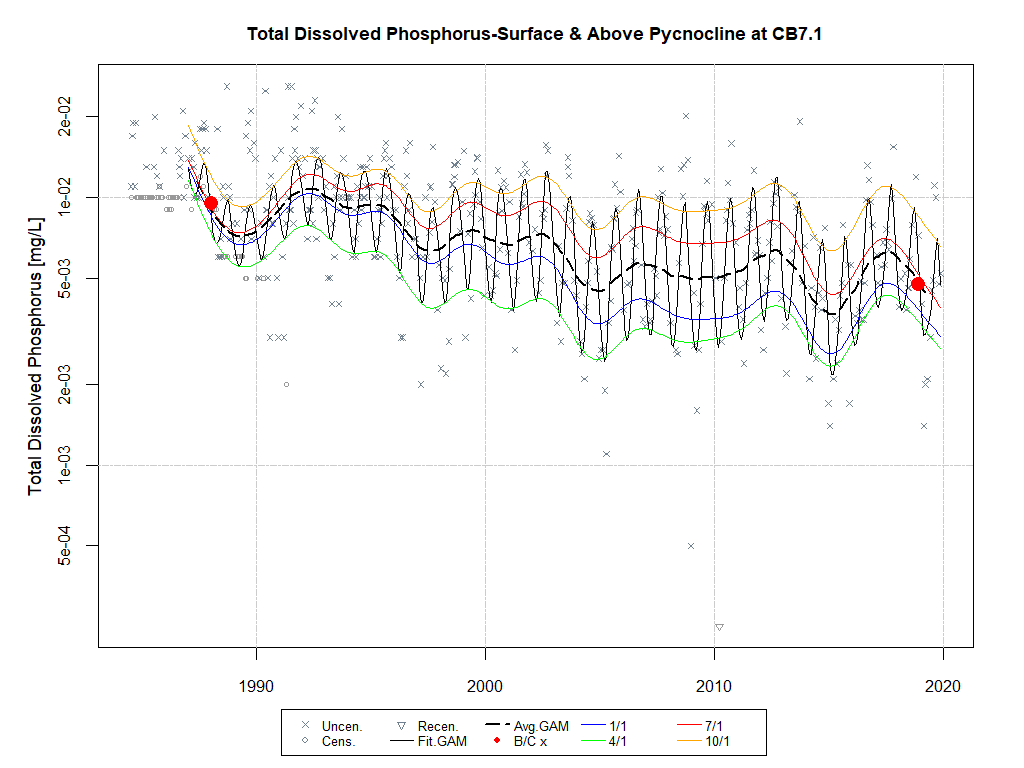 Total Dissolved Phosphorus-Surface & Above Pycnocline at CB7.1
Total Dissolved Phosphorus [mg/L]
2e-02
1e-02
5e-03
2e-03
1e-03
5e-04
1990 2000 2010 2020
Uncen. Recen. Avg.GAM 1/1 7/1
Cens. Fit.GAM B/C x 4/1 10/1